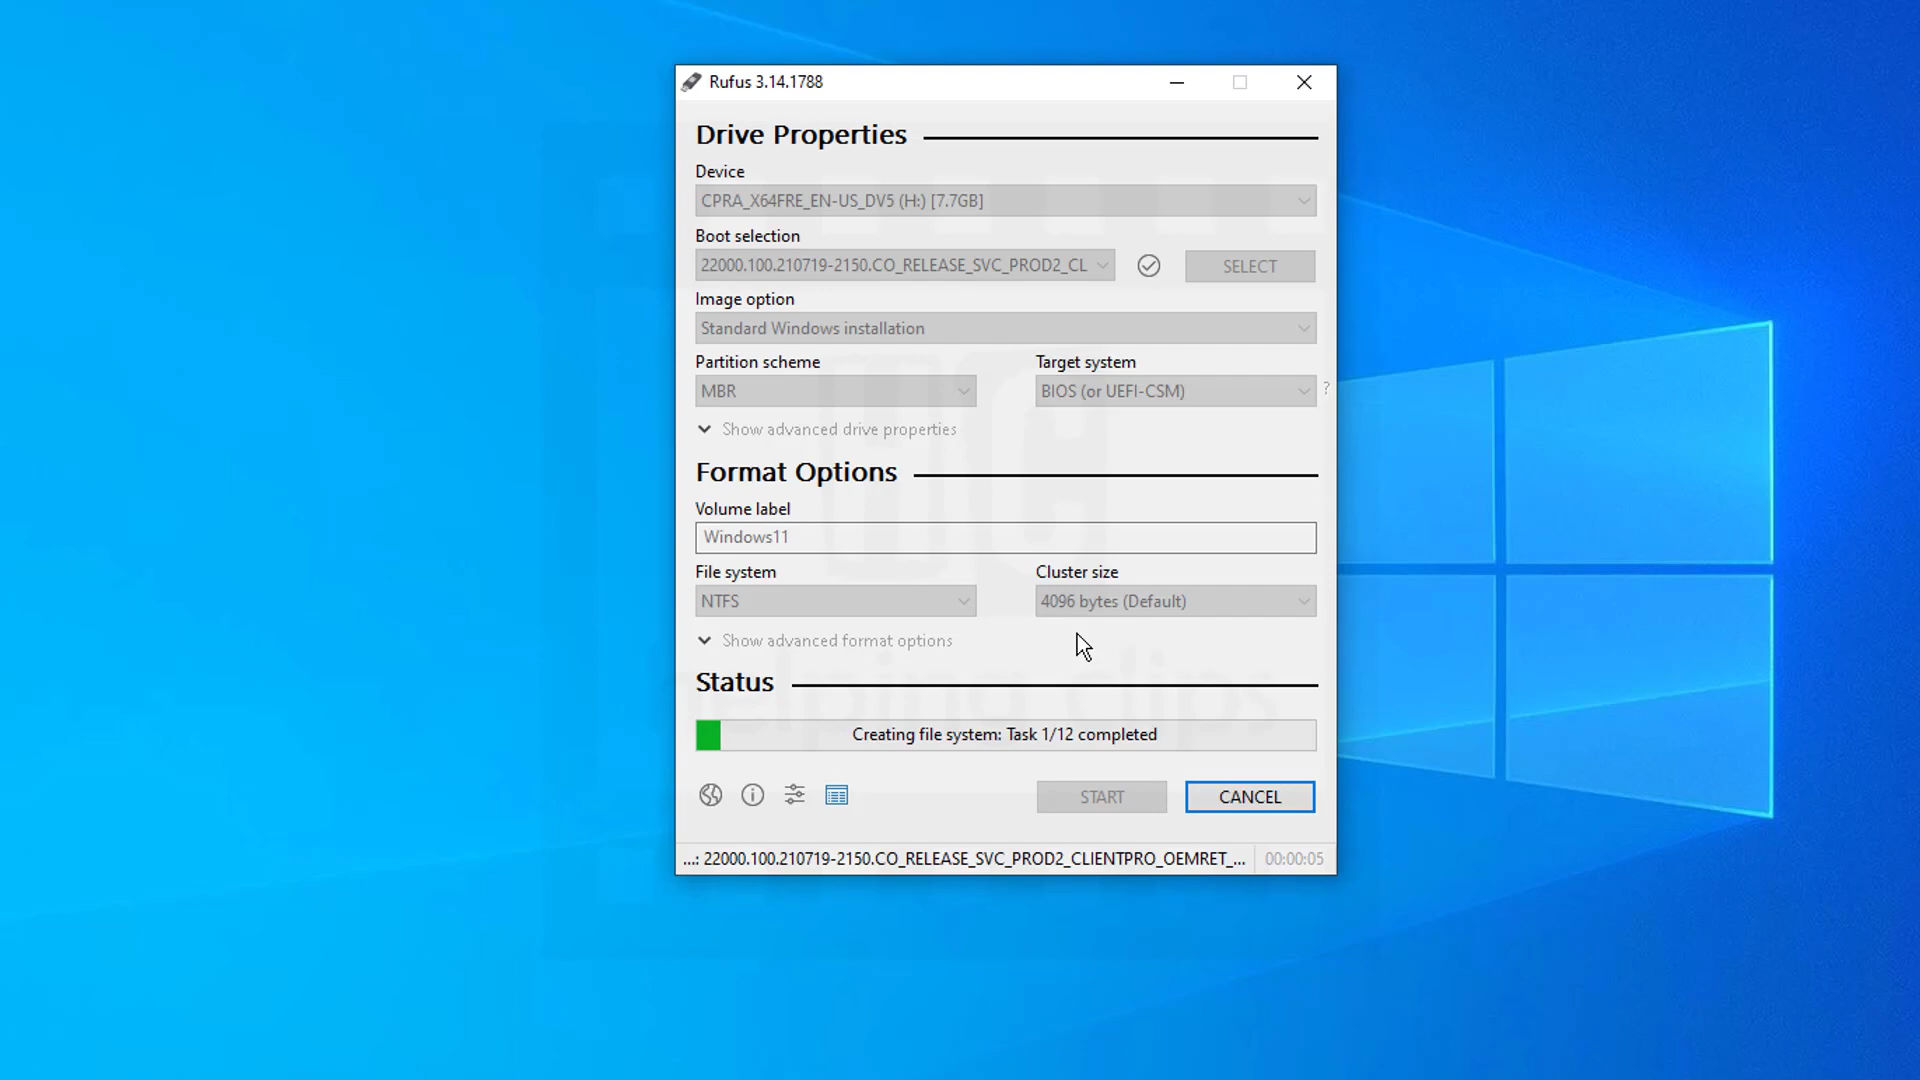 Rufus 3.14.1788
Drive Properties
Device
CPRA_X64FRE_EN-US_DV5 (H:) [7.7GB]
Boot selection
22000.100.210719-2150.CO_RELEASE_SVC_PROD2_CL
SELECT
Image option
Standard Windows installation
Partition scheme
Target system
MBR
BIOS (or UEFI-CSM)
?
Show advanced drive properties
Format Options
Volume label
Windows11
File system
Cluster size
NTFS
4096 bytes (Default)
Show advanced format options
Status
elping clips
Creating file system: Task 1/12 completed
START
CANCEL
...: 22000.100.210719-2150.CO_RELEASE_SVC_PROD2_CLIENTPRO_OEMRET_...
00:00:05